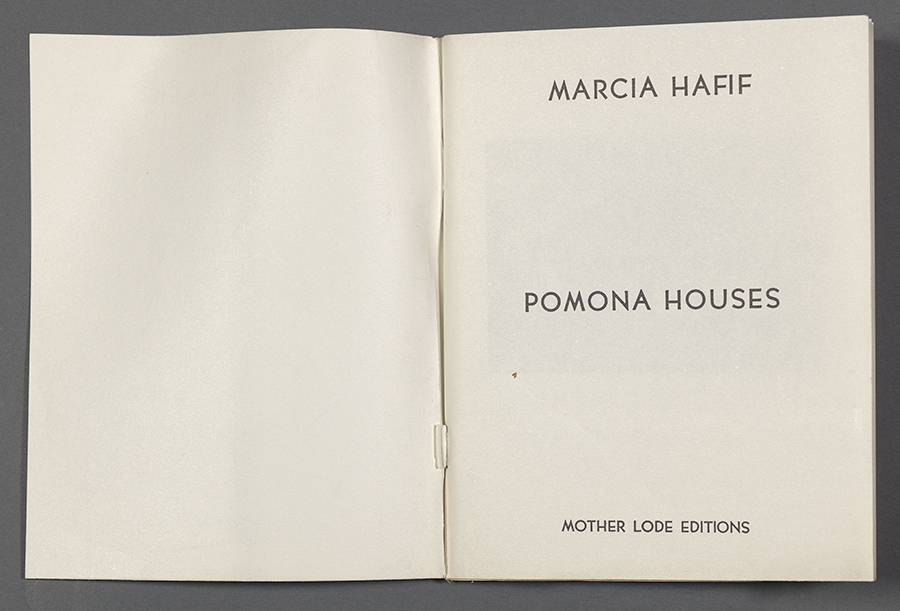 MARCIA HAFIF
POMONA HOUSES
MOTHER LODE EDITIONS